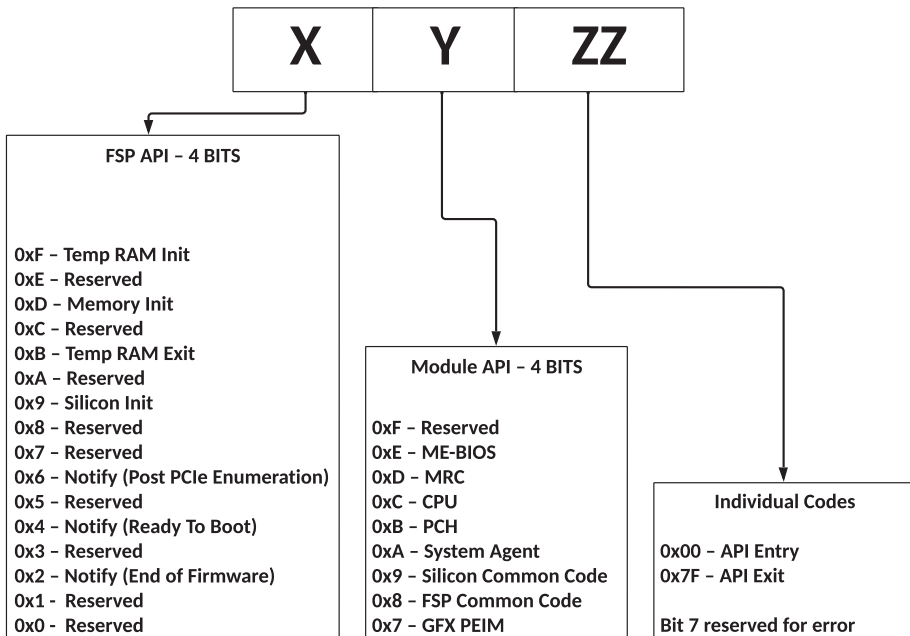 X Y ZZ
FSP API – 4 BITS
0xF – Temp RAM Init
0xE – Reserved
0xD – Memory Init
0xC – Reserved
0xB – Temp RAM Exit
0xA – Reserved
0x9 – Silicon Init
0x8 – Reserved
0x7 – Reserved
0x6 – Notify (Post PCIe Enumeration)
0x5 – Reserved
0x4 – Notify (Ready To Boot)
0x3 – Reserved
0x2 – Notify (End of Firmware)
0x1 - Reserved
0x0 - Reserved
Module API – 4 BITS
0xF – Reserved
0xE – ME-BIOS
0xD – MRC
0xC – CPU
0xB – PCH
0xA – System Agent
0x9 – Silicon Common Code
0x8 – FSP Common Code
0x7 – GFX PEIM
Individual Codes
0x00 – API Entry
0x7F – API Exit
Bit 7 reserved for error